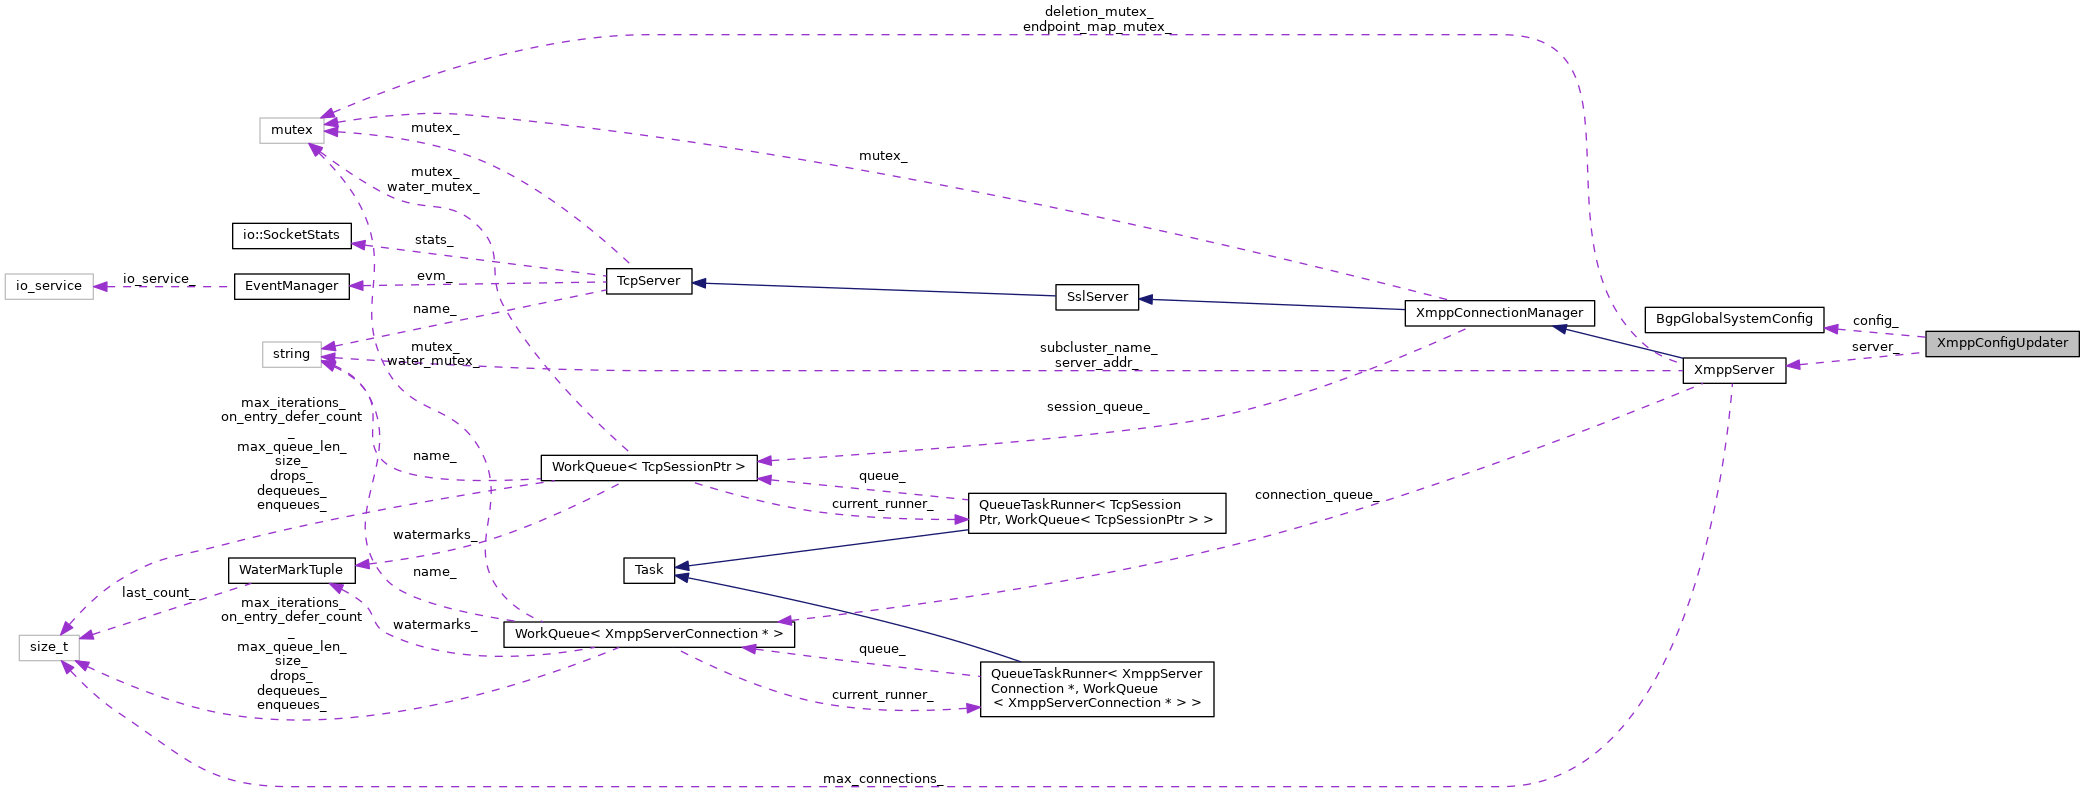 deletion_mutex_
endpoint_map_mutex_
mutex
mutex_
mutex_
mutex_
water_mutex_
io::SocketStats
stats_
io_service
io_service_
EventManager
evm_
TcpServer
SslServer
XmppConnectionManager
BgpGlobalSystemConfig
config_
XmppConfigUpdater
server_
name_
string
mutex_
water_mutex_
subcluster_name_
server_addr_
XmppServer
max_iterations_
on_entry_defer_count
_
max_queue_len_
size_
drops_
dequeues_
enqueues_
session_queue_
name_
WorkQueue< TcpSessionPtr >
queue_
current_runner_
QueueTaskRunner< TcpSession
Ptr, WorkQueue< TcpSessionPtr > >
connection_queue_
watermarks_
WaterMarkTuple
Task
name_
last_count_
max_iterations_
on_entry_defer_count
_
max_queue_len_
size_
drops_
dequeues_
enqueues_
watermarks_
WorkQueue< XmppServerConnection * >
size_t
queue_
current_runner_
QueueTaskRunner< XmppServer
Connection *, WorkQueue
< XmppServerConnection * > >
max_connections_